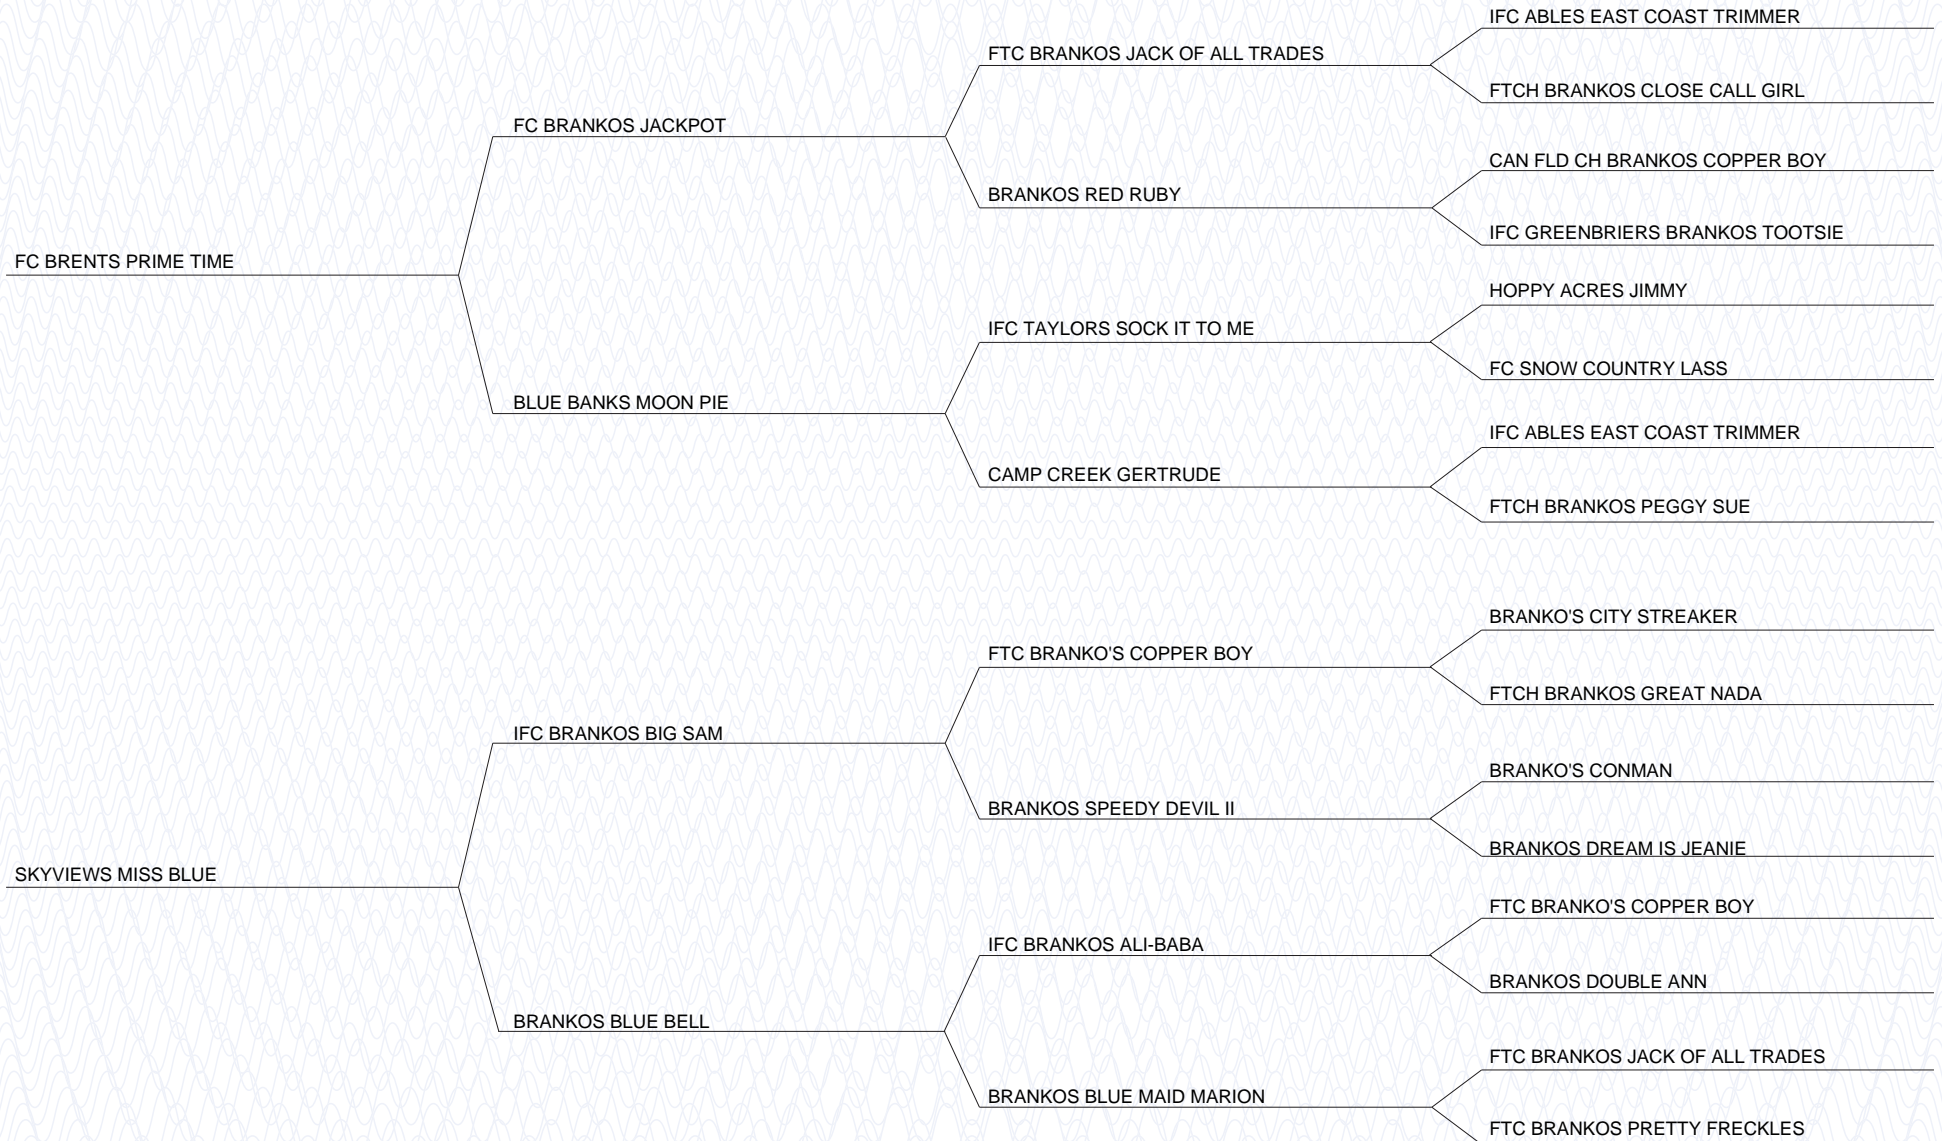 IFC ABLES EAST COAST TRIMMER
FTC BRANKOS JACK OF ALL TRADES
FTCH BRANKOS CLOSE CALL GIRL
FC BRANKOS JACKPOT
CAN FLD CH BRANKOS COPPER BOY
BRANKOS RED RUBY
IFC GREENBRIERS BRANKOS TOOTSIE
FC BRENTS PRIME TIME
HOPPY ACRES JIMMY
IFC TAYLORS SOCK IT TO ME
FC SNOW COUNTRY LASS
BLUE BANKS MOON PIE
IFC ABLES EAST COAST TRIMMER
CAMP CREEK GERTRUDE
FTCH BRANKOS PEGGY SUE
BRANKO'S CITY STREAKER
FTC BRANKO'S COPPER BOY
FTCH BRANKOS GREAT NADA
IFC BRANKOS BIG SAM
BRANKO'S CONMAN
BRANKOS SPEEDY DEVIL II
BRANKOS DREAM IS JEANIE
SKYVIEWS MISS BLUE
FTC BRANKO'S COPPER BOY
IFC BRANKOS ALI-BABA
BRANKOS DOUBLE ANN
BRANKOS BLUE BELL
FTC BRANKOS JACK OF ALL TRADES
BRANKOS BLUE MAID MARION
FTC BRANKOS PRETTY FRECKLES